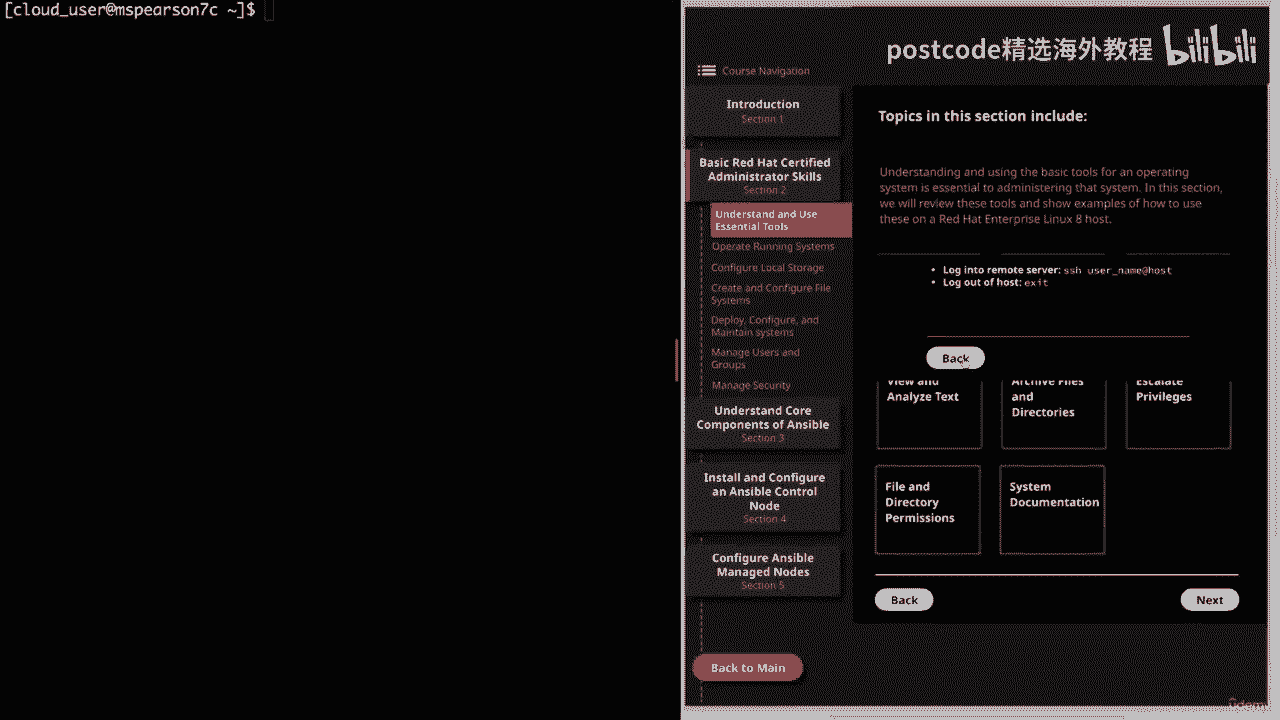 [cloud_user@mspearson7c ~]$
postcode精选海外教程 bilibili
Course Navigation
Introduction
Section 1
Basic Red Hat Certified
Administrator Skills
Section 2
Understand and Use
Essential Tools
Operate Running Systems
Configure Local Storage
Create and Configure File
Systems
Deploy, Configure, and
Maintain systems
Manage Users and
Groups
Manage Security
Understand Core
Components of Ansible
Section 3
Install and Configure
an Ansible Control
Node
Section 4
Configure Ansible
Managed Nodes
Section 5
Back to Main
Topics in this section include:
Understanding and using the basic tools for an operating
system is essential to administering that system. In this section,
we will review these tools and show examples of how to use
these on a Red Hat Enterprise Linux 8 host.
• Log into remote server: ssh user_name@host
• Log out of host: exit
Back
View and
Analyze Text
Archive Files
and
Directories
Escalate
Privileges
File and
Directory
Permissions
System
Documentation
Back
Next
ûdemy